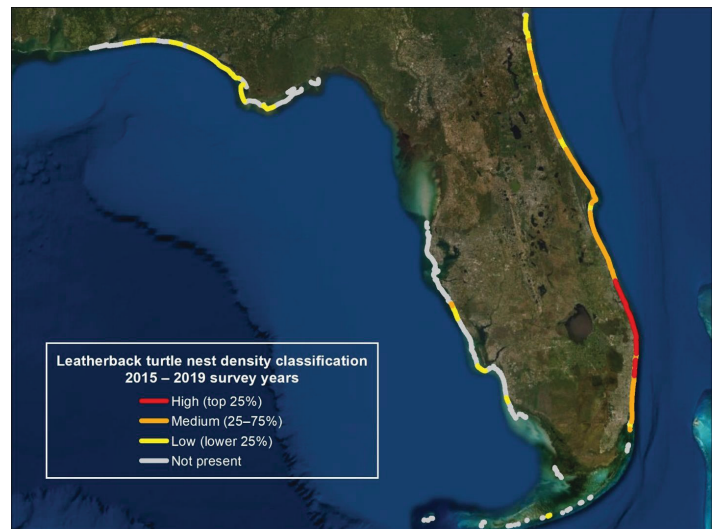 Leatherback turtle nest density classification
2015 – 2019 survey years
High (top 25%)
Medium (25–75%)
Low (lower 25%)
Not present